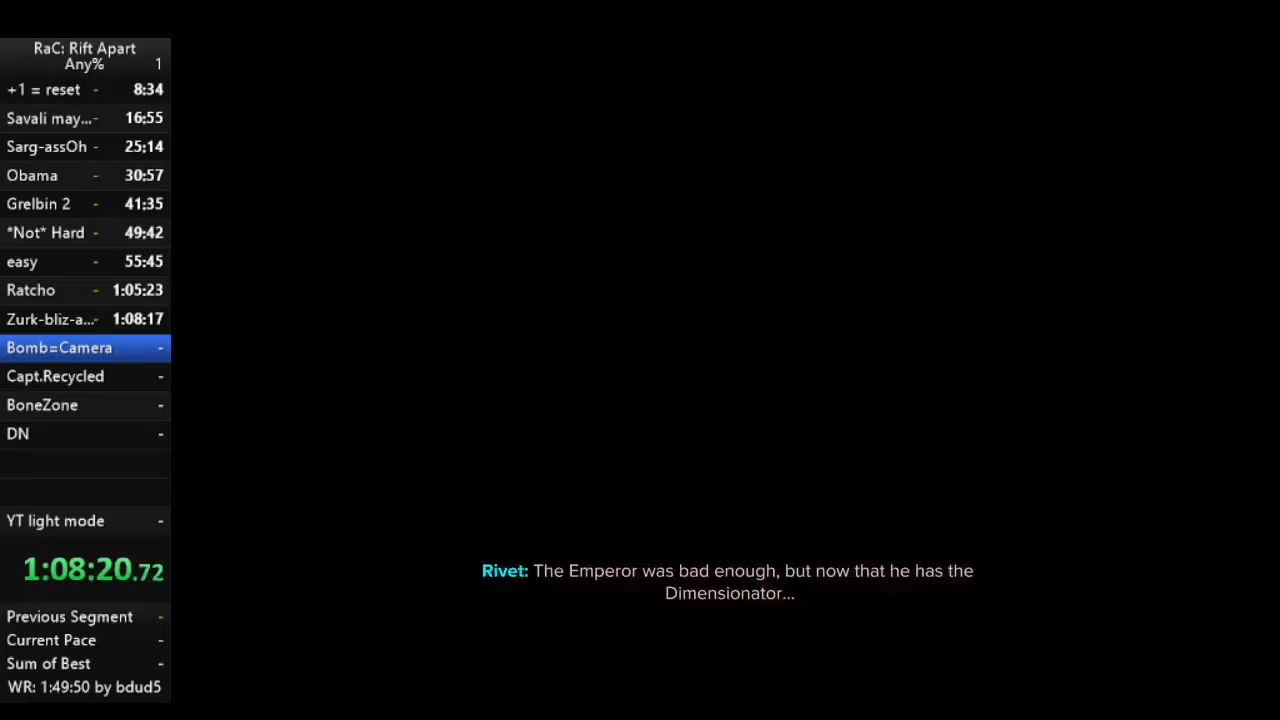 RaC: Rift Apart
Any% 1
+1 = reset - 8:34
Savali may...- 16:55
Sarg-assOh - 25:14
Obama - 30:57
Grelbin 2 - 41:35
*Not* Hard - 49:42
easy - 55:45
Ratcho - 1:05:23
Zurk-bliz-a...- 1:08:17
Bomb=Camera -
Capt.Recycled -
BoneZone -
DN -
YT light mode -
1:08:20.72
Previous Segment -
Current Pace -
Sum of Best -
WR: 1:49:50 by bdud5
Rivet: The Emperor was bad enough, but now that he has the
Dimensionator...